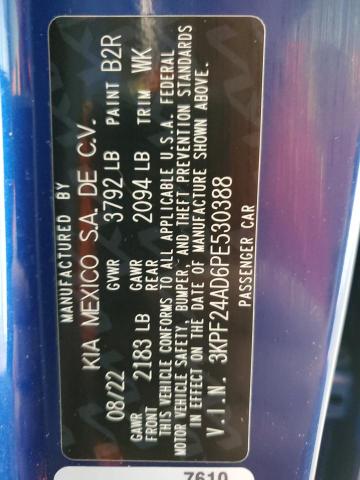 MANUFACTURED BY
KIA MEXICO S.A. DE C.V.
08/22 GVWR 3792 LB PAINT B2R
GAWR FRONT 2183 LB GAWR REAR 2094 LB TRIM WK
THIS VEHICLE CONFORMS TO ALL APPLICABLE U.S.A. FEDERAL
MOTOR VEHICLE SAFETY, BUMPER, AND THEFT PREVENTION STANDARDS
IN EFFECT ON THE DATE OF MANUFACTURE SHOWN ABOVE.
V.I.N. 3KPF24AD6PE530388
PASSENGER CAR
7610